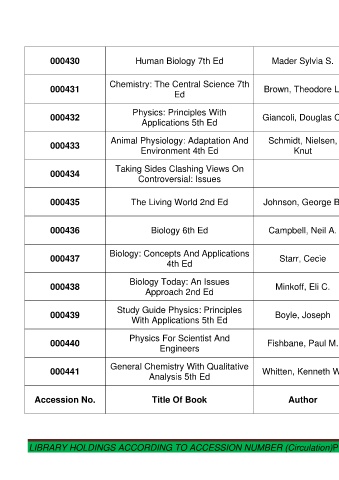 000430 Human Biology 7th Ed Mader Sylvia S.
000431 Chemistry: The Central Science 7th Ed Brown, Theodore L
000432 Physics: Principles With Applications 5th Ed Giancoli, Douglas C
000433 Animal Physiology: Adaptation And Environment 4th Ed Schmidt, Nielsen, Knut
000434 Taking Sides Clashing Views On Controversial: Issues
000435 The Living World 2nd Ed Johnson, George B
000436 Biology 6th Ed Campbell, Neil A.
000437 Biology: Concepts And Applications 4th Ed Starr, Cecie
000438 Biology Today: An Issues Approach 2nd Ed Minkoff, Eli C.
000439 Study Guide Physics: Principles With Applications 5th Ed Boyle, Joseph
000440 Physics For Scientist And Engineers Fishbane, Paul M.
000441 General Chemistry With Qualitative Analysis 5th Ed Whitten, Kenneth W
Accession No. Title Of Book Author
LIBRARY HOLDINGS ACCORDING TO ACCESSION NUMBER (Circulation)P